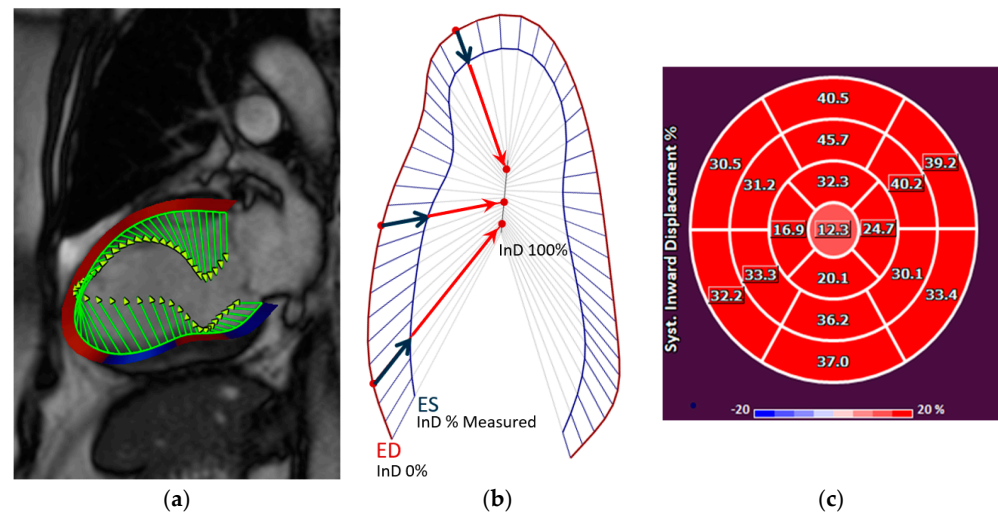 InD 100%
ES
InD % Measured
ED
InD 0%
Syst. Inward Displacement %
40.5
45.7
30.5
39.2
31.2
32.3
40.2
16.9
12.3
24.7
33.3
20.1
30.1
32.2
33.4
36.2
37.0
-20
20 %
(a)
(b)
(c)